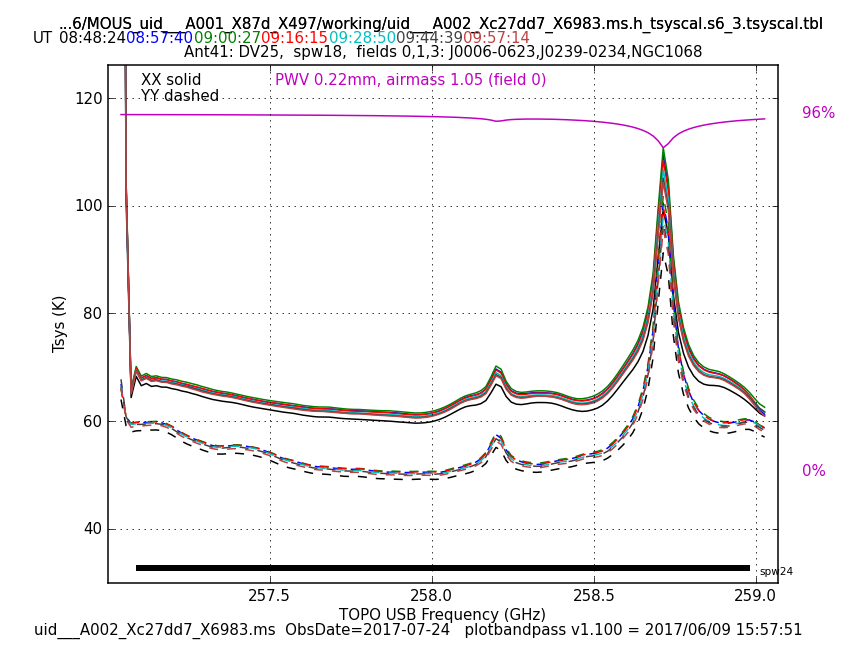 ...6/MOUS_uid___A001_X87d_X497/working/uid___A002_Xc27dd7_X6983.ms.h_tsyscal.s6_3.tsyscal.tbl
UT 08:48:24 08:57:40 09:00:27 09:16:15 09:28:50 09:44:39 09:57:14
Ant41: DV25,  spw18,  fields 0,1,3: J0006-0623,J0239-0234,NGC1068
XX solid
PWV 0.22mm, airmass 1.05 (field 0)
YY dashed
120
96%
100
80
Tsys (K)
60
0%
40
spw24
257.5
258.0
258.5
259.0
TOPO USB Frequency (GHz)
uid___A002_Xc27dd7_X6983.ms  ObsDate=2017-07-24   plotbandpass v1.100 = 2017/06/09 15:57:51